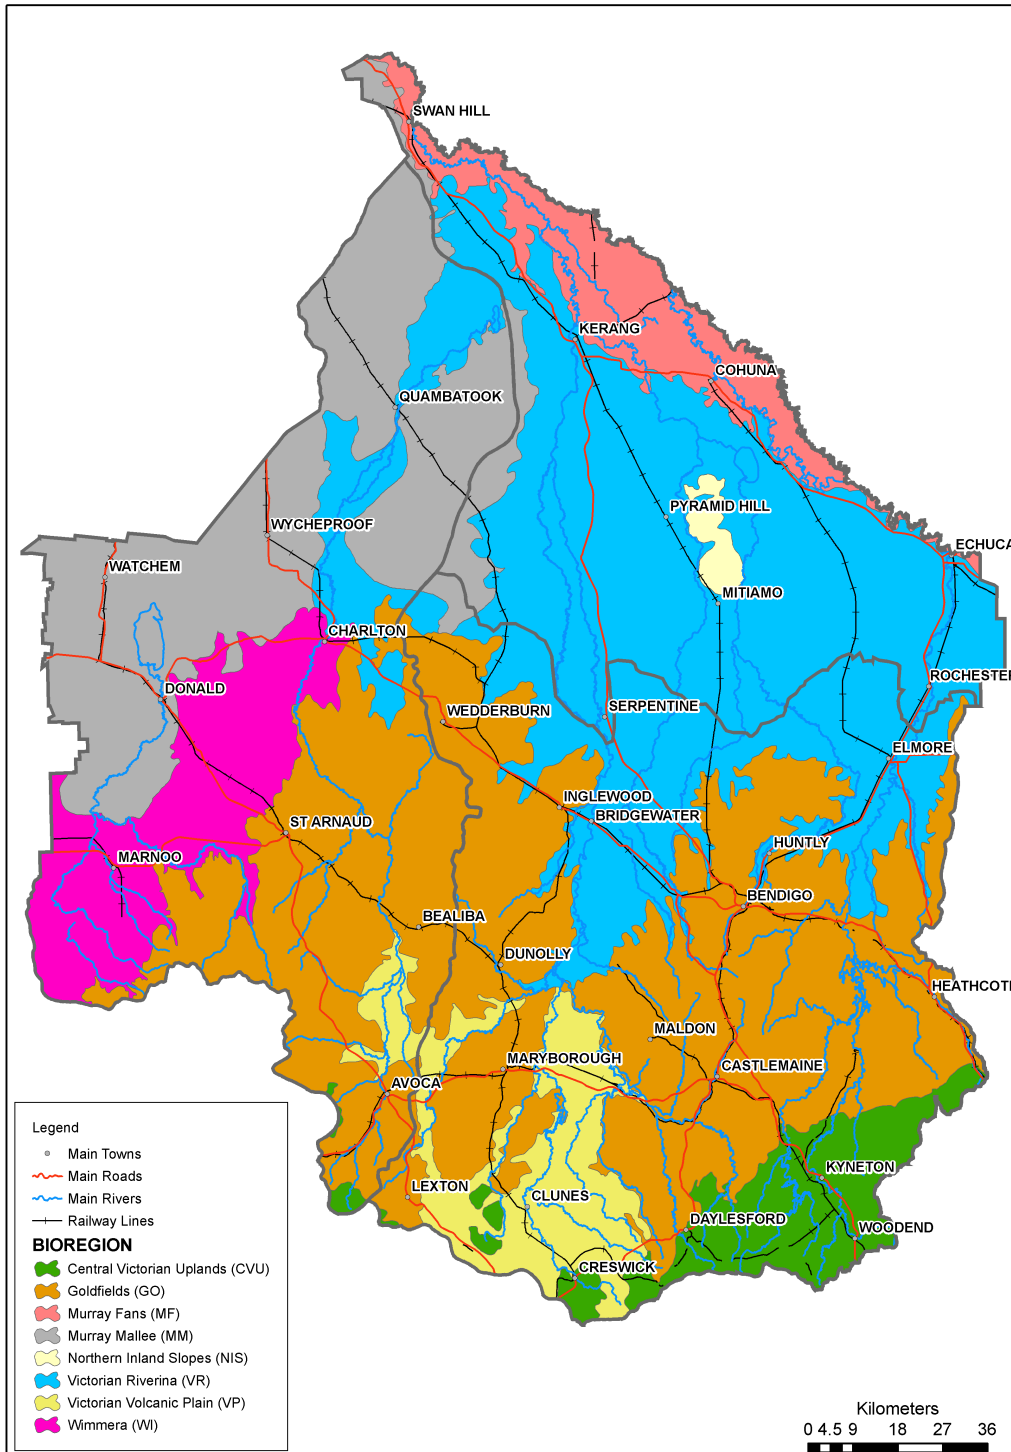 SWAN HILL
KERANG
COHUNA
QUAMBATOOK
PYRAMID HILL
WYCHEPROOF
ECHUCA
WATCHEM
MITIAMO
CHARLTON
DONALD
ROCHESTER
WEDDERBURN
SERPENTINE
ELMORE
INGLEWOOD
BRIDGEWATER
ST ARNAUD
HUNTLY
MARNOO
BENDIGO
BEALIBA
DUNOLLY
HEATHCOTE
MALDON
MARYBOROUGH
CASTLEMAINE
AVOCA
KYNETON
LEXTON
CLUNES
DAYLESFORD
WOODEND
CRESWICK
Legend
Main Towns
Main Roads
Main Rivers
Railway Lines
BIOREGION
Central Victorian Uplands (CVU)
Goldfields (GO)
Murray Fans (MF)
Murray Mallee (MM)
Northern Inland Slopes (NIS)
Victorian Riverina (VR)
Victorian Volcanic Plain (VP)
Wimmera (WI)
Kilometers
0 4.5 9 18 27 36